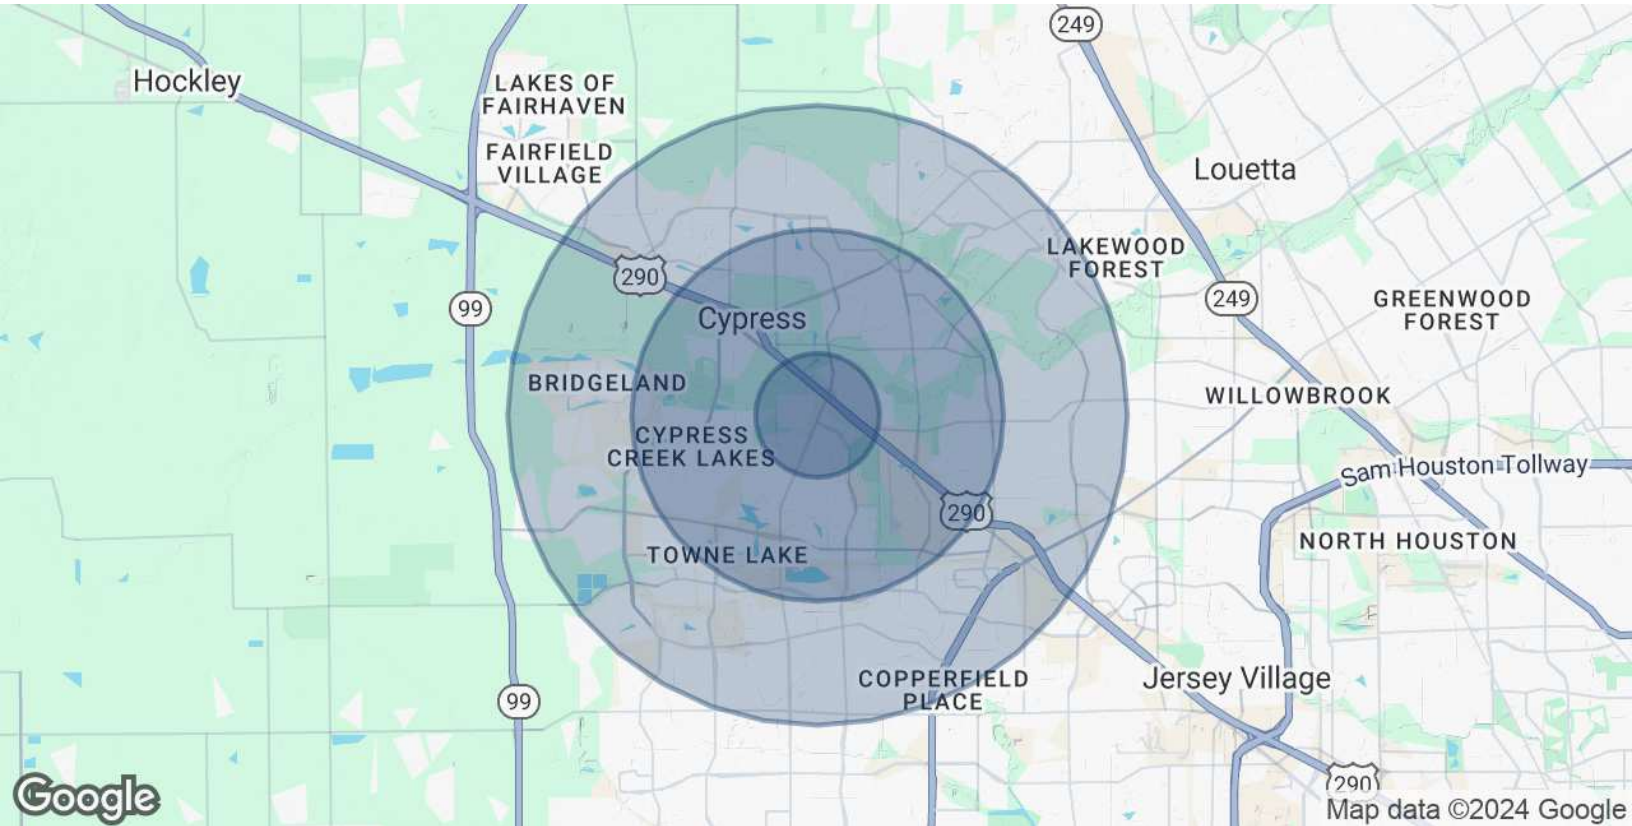 249
Hockley
LAKES OF
FAIRHAVEN
FAIRFIELD
VILLAGE
Louetta
LAKEWOOD
FOREST
290
99
249
GREENWOOD
FOREST
Cypress
BRIDGELAND
WILLOWBROOK
CYPRESS
CREEK LAKES
Sam Houston Tollway
290
NORTH HOUSTON
TOWNE LAKE
COPPERFIELD
PLACE
Jersey Village
99
290
Google
Map data ©2024 Google